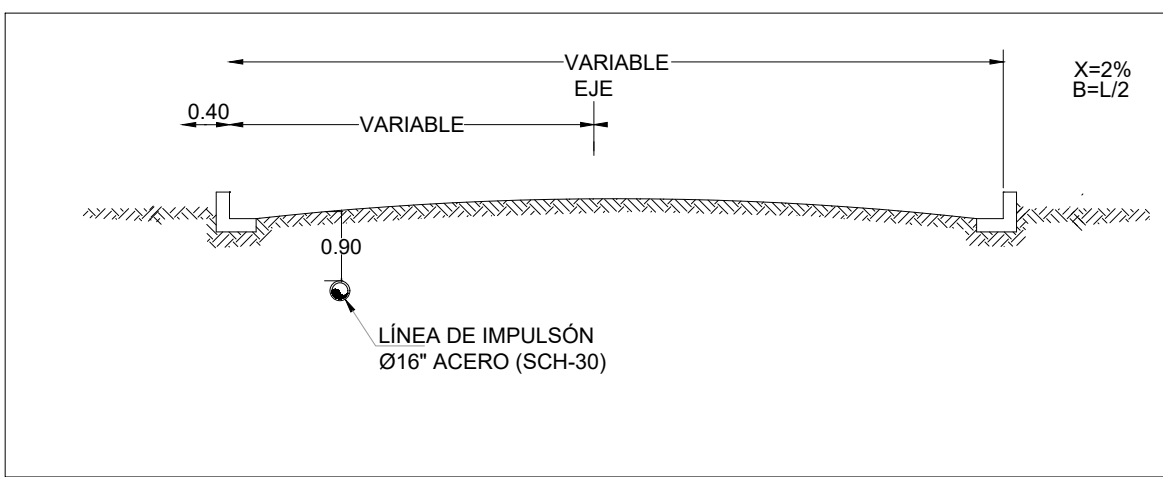 VARIABLE
EJE
X=2%
B=L/2
0.40
VARIABLE
0.90
LÍNEA DE IMPULSÓN
Ø16" ACERO (SCH-30)